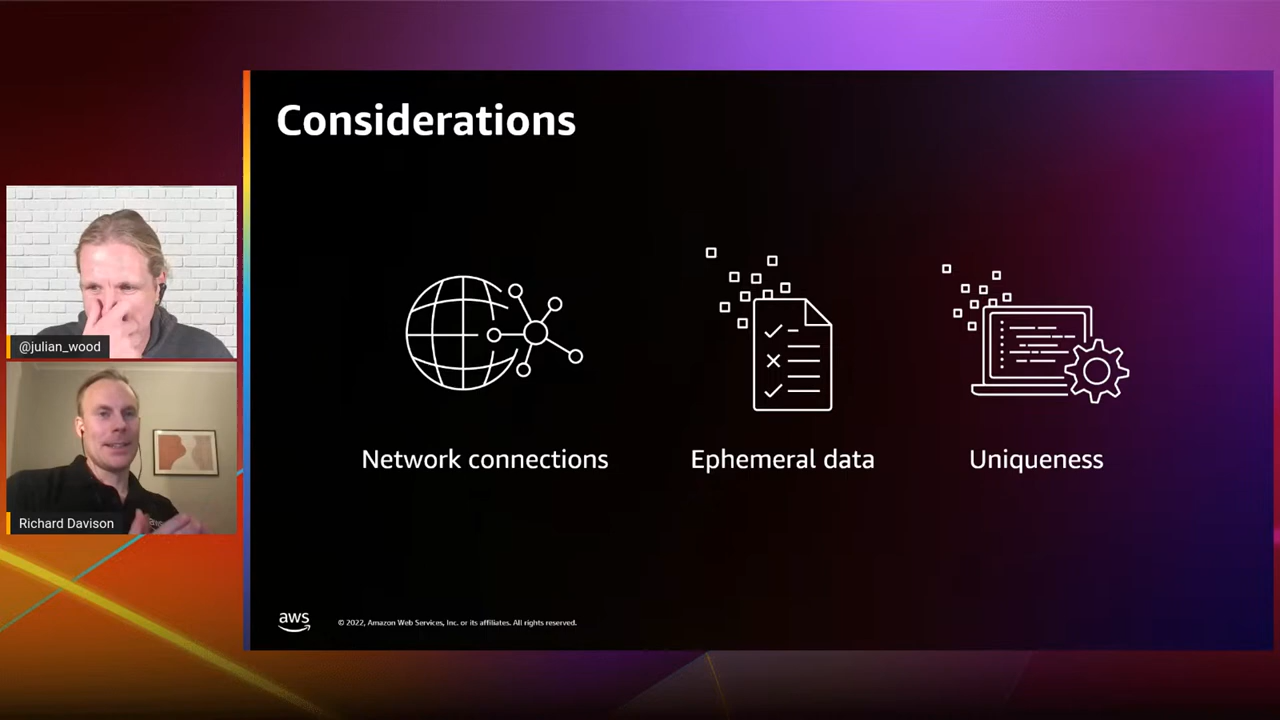 Considerations
@julian_wood
Richard Davison
Network connections
Ephemeral data
Uniqueness
aws
© 2022, Amazon Web Services, Inc. or its affiliates. All rights reserved.